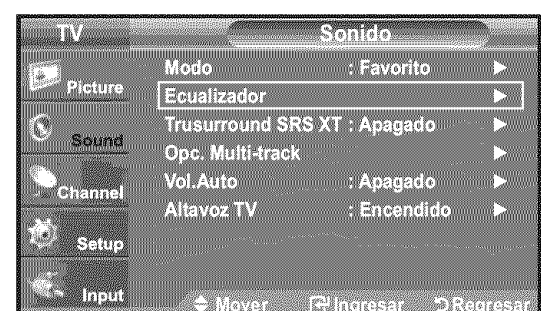 TV
Sonido
Picture
Sound
Channel
Setup
Input
Modo : Favorito
Ecualizador
Trusurround SRS XT : Apagado
Opc. Multi-track
Vol.Auto : Apagado
Altavoz TV : Encendido
Mover Ingresar Regresar